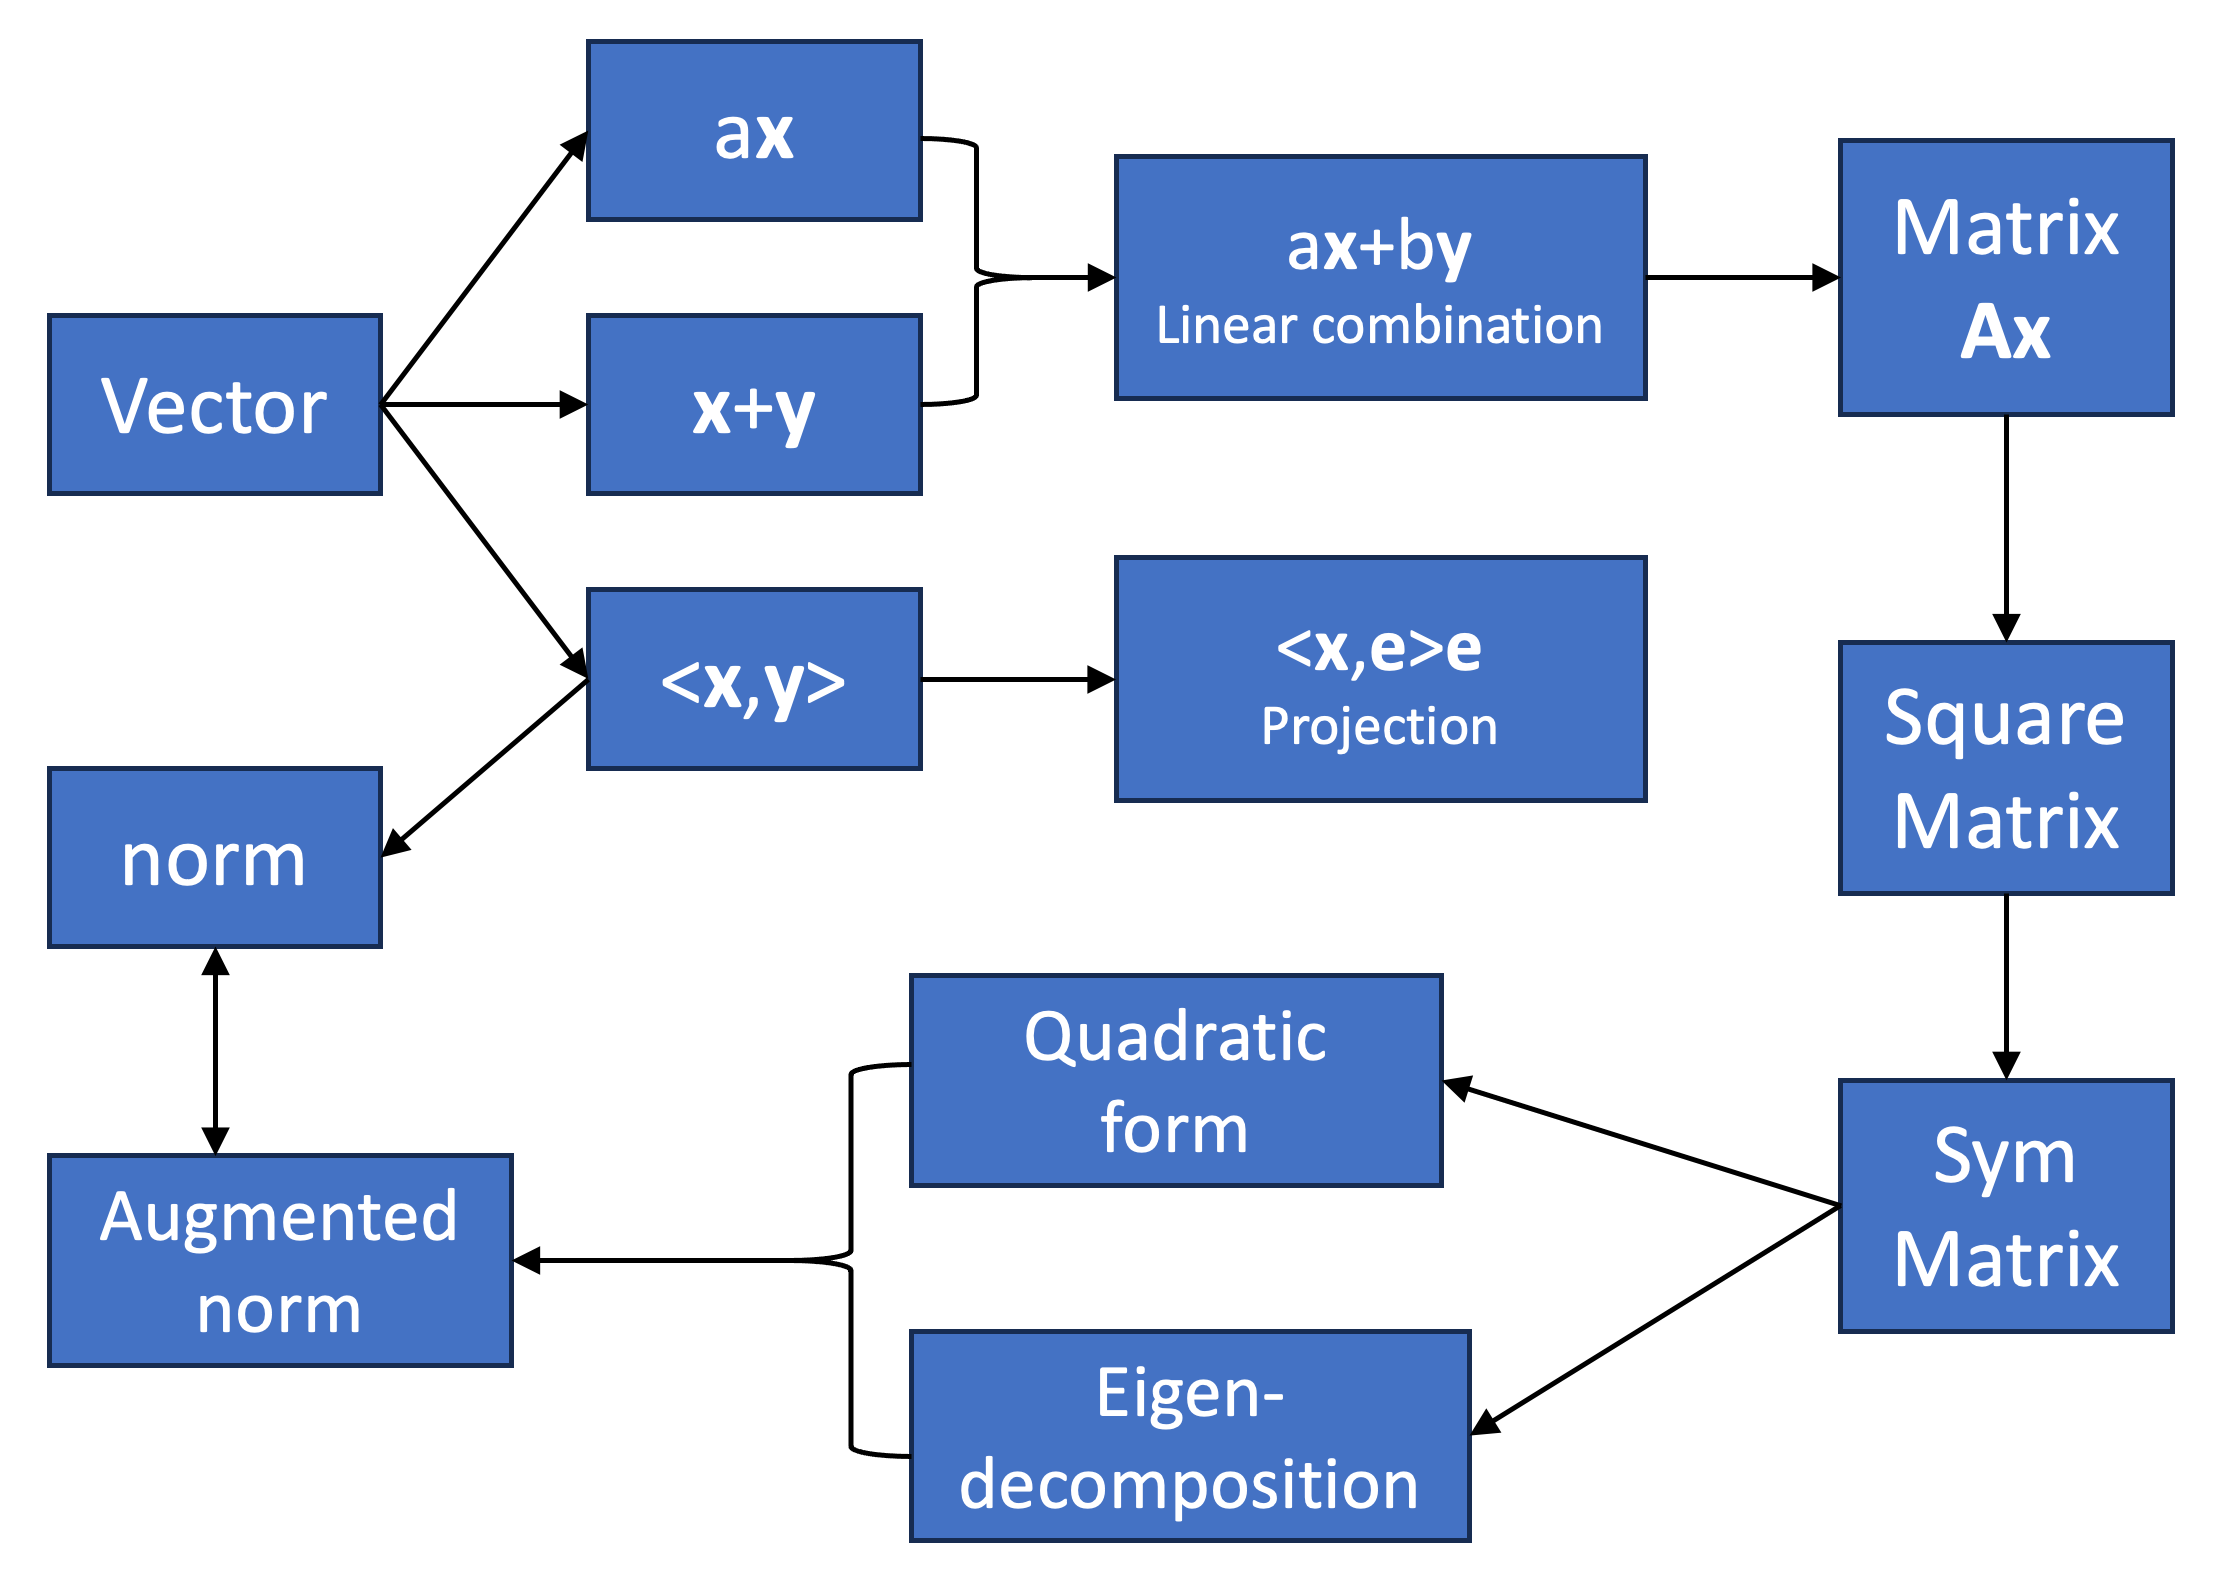 ax
ax+by
Linear combination
Matrix
Ax
Vector
x+y
<x,y>
<x,e>e
Projection
Square
Matrix
norm
Quadratic
form
Sym
Matrix
Augmented
norm
Eigen-
decomposition